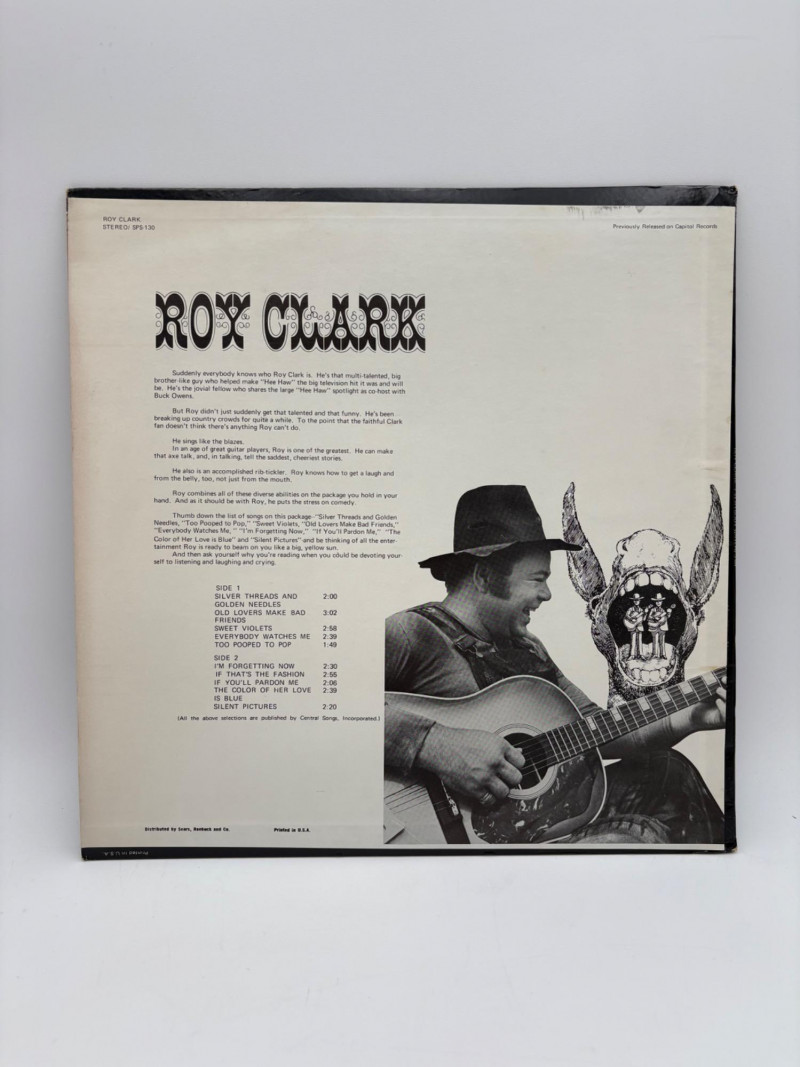 ROY CLARK
STEREO/ SPS-130
Previously Released on Capitol Records
ROY CLARK
Suddenly everybody knows who Roy Clark is. He's that multi-talented, big
brother-like guy who helped make "Hee Haw" the big television hit it was and will
be. He's the jovial fellow who shares the large "Hee Haw" spotlight as co-host with
Buck Owens.
But Roy didn't just suddenly get that talented and that funny. He's been
breaking up country crowds for quite a while. To the point that the faithful Clark
fan doesn't think there's anything Roy can't do.
He sings like the blazes.
In an age of great guitar players, Roy is one of the greatest. He can make
that axe talk, and, in talking, tell the saddest, cheeriest stories.
He also is an accomplished rib-tickler. Roy knows how to get a laugh and
from the belly, too, not just from the mouth.
Roy combines all of these diverse abilities on the package you hold in your
hand. And as it should be with Roy, he puts the stress on comedy.
Thumb down the list of songs on this package-"Silver Threads and Golden
Needles, "Too Pooped to Pop," "Sweet Violets, "Old Lovers Make Bad Friends,"
"Everybody Watches Me, " "I'm Forgetting Now," "If You'll Pardon Me," "The
Color of Her Love is Blue" and "Silent Pictures" and be thinking of all the enter-
tainment Roy is ready to beam on you like a big, yellow sun.
And then ask yourself why you're reading when you could be devoting your-
self to listening and laughing and crying.
SIDE 1
SILVER THREADS AND 2:00
GOLDEN NEEDLES
OLD LOVERS MAKE BAD 3:02
FRIENDS
SWEET VIOLETS 2:58
EVERYBODY WATCHES ME 2:39
TOO POOPED TO POP 1:49
SIDE 2
I'M FORGETTING NOW 2:30
IF THAT'S THE FASHION 2:55
IF YOU'LL PARDON ME 2:06
THE COLOR OF HER LOVE 2:39
IS BLUE
SILENT PICTURES 2:20
(All the above selections are published by Central Songs, Incorporated.)
Distributed by Sears, Roebuck and Co. Printed in U.S.A.
Printed in U.S.A.